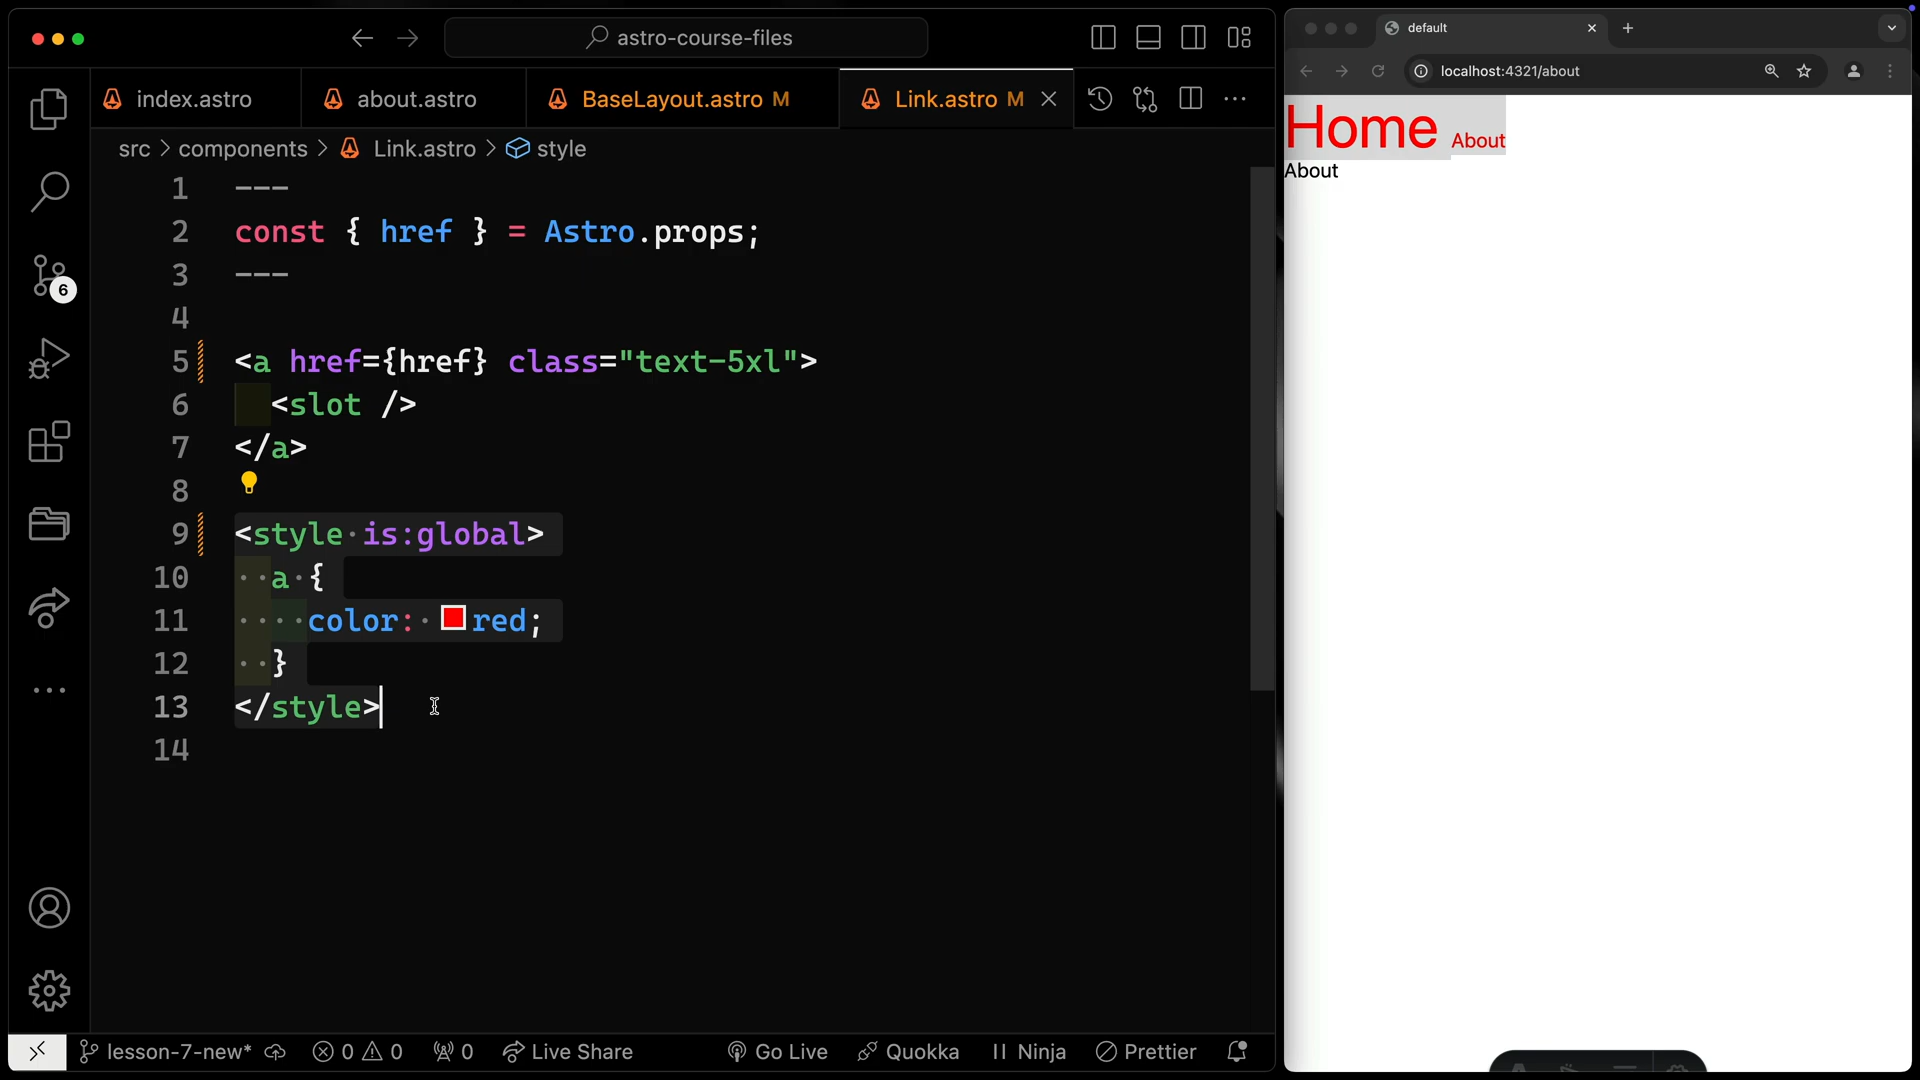 astro-course-files
index.astro
about.astro
BaseLayout.astro M
Link.astro M
src > components > Link.astro > style
1 ---
2 const { href } = Astro.props;
3 ---
4
5 <a href={href} class="text-5xl">
6 <slot />
7 </a>
8
9 <style is:global>
10 a {
11 color: red;
12 }
13 </style>
14
6
lesson-7-new* 0 0 0 Live Share Go Live Quokka Ninja Prettier
default
localhost:4321/about
Home About
About